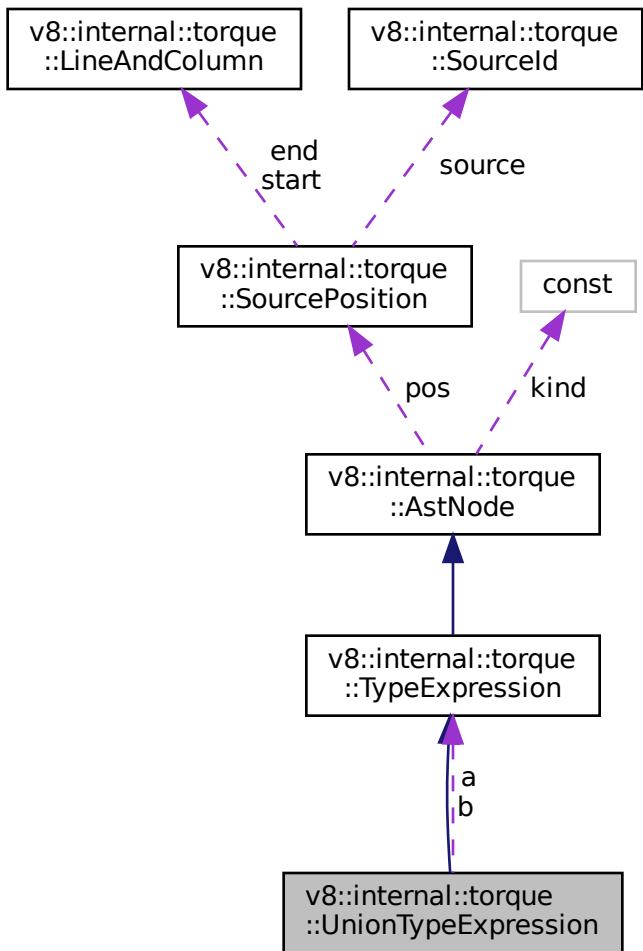 v8::internal::torque
::LineAndColumn
v8::internal::torque
::SourceId
end
start
source
v8::internal::torque
::SourcePosition
const
pos
kind
v8::internal::torque
::AstNode
v8::internal::torque
::TypeExpression
a
b
v8::internal::torque
::UnionTypeExpression